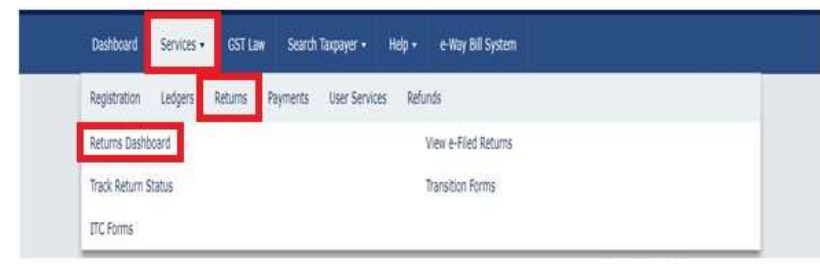 Dashboard Services ▾ GST Law Search Taxpayer ▾ Help ▾ e-Way Bill System
Registration Ledgers Returns Payments User Services Refunds
Returns Dashboard View e-Filed Returns
Track Return Status Transition Forms
ITC Forms